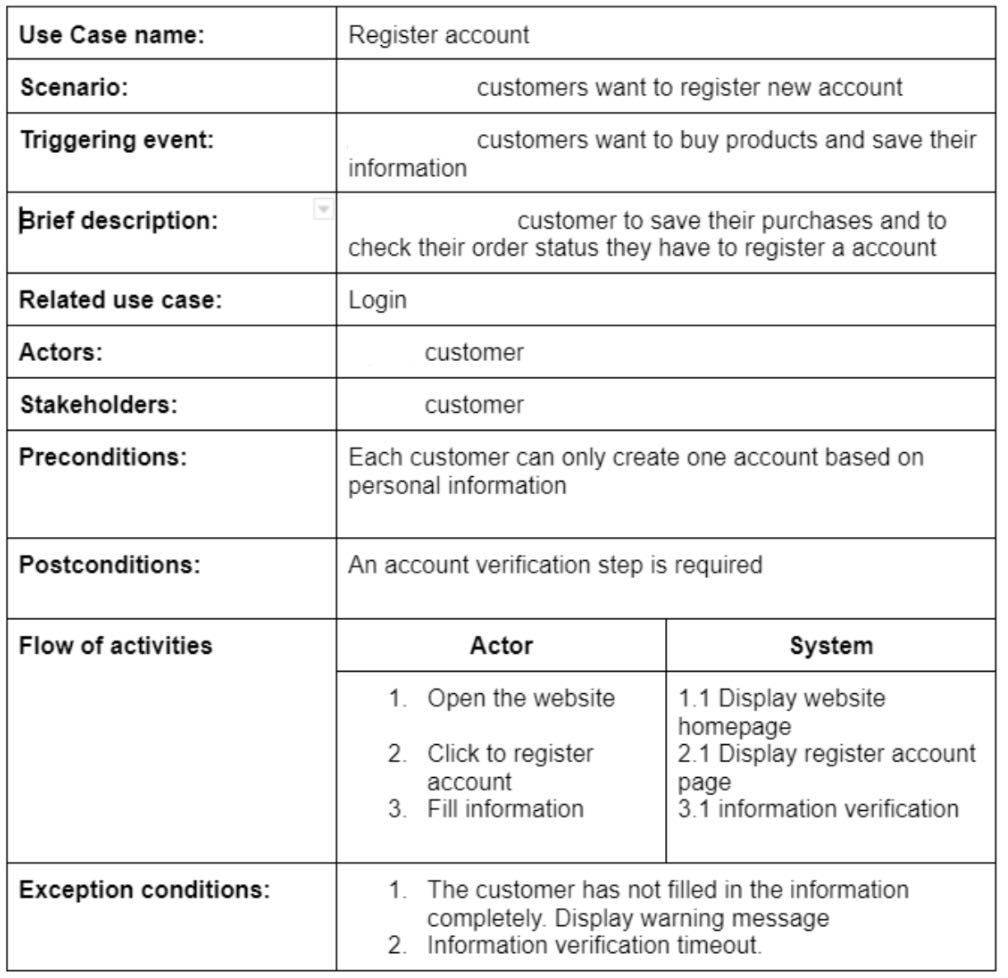 Use Case name: Register account
Scenario: customers want to register new account
Triggering event: customers want to buy products and save their
information
Brief description: customer to save their purchases and to
check their order status they have to register a account
Related use case: Login
Actors: customer
Stakeholders: customer
Preconditions: Each customer can only create one account based on
personal information
Postconditions: An account verification step is required
Flow of activities Actor System
1. Open the website 1.1 Display website
homepage
2. Click to register 2.1 Display register account
account page
3. Fill information 3.1 information verification
Exception conditions: 1. The customer has not filled in the information
completely. Display warning message
2. Information verification timeout.